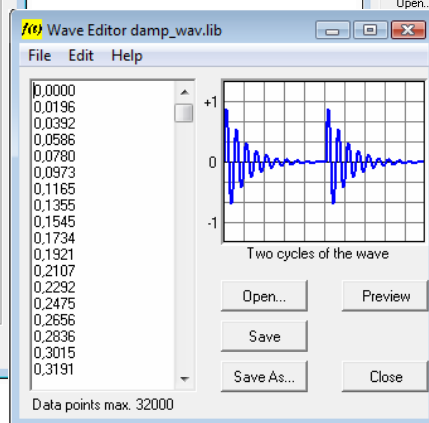 Open..
f(t) Wave Editor damp_wav.lib
File Edit Help
0,0000
0,0196
0,0392
0,0586
0,0780
0,0973
0,1165
0,1355
0,1545
0,1734
0,1921
0,2107
0,2292
0,2475
0,2656
0,2836
0,3015
0,3191
+1
0
-1
Two cycles of the wave
Open... Preview
Save
Save As... Close
Data points max. 32000